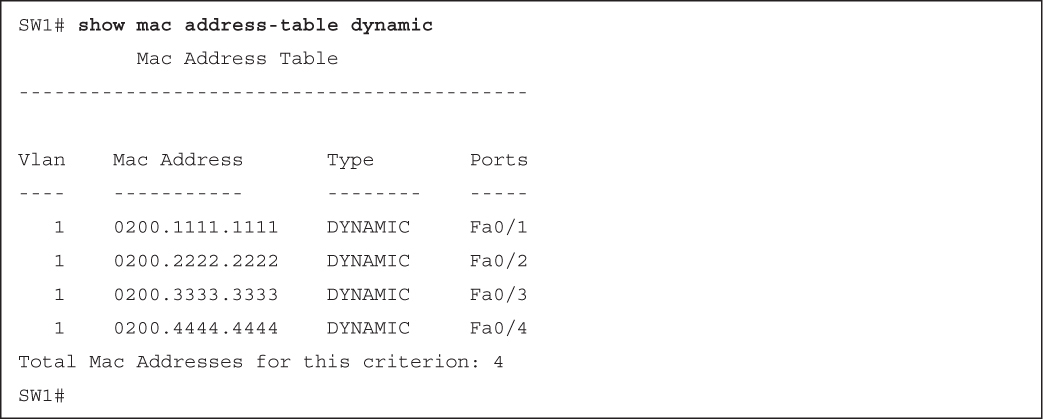 SW1# show mac address-table dynamic
          Mac Address Table
-------------------------------------------

Vlan    Mac Address       Type        Ports
----    -----------       --------    -----
   1    0200.1111.1111    DYNAMIC     Fa0/1
   1    0200.2222.2222    DYNAMIC     Fa0/2
   1    0200.3333.3333    DYNAMIC     Fa0/3
   1    0200.4444.4444    DYNAMIC     Fa0/4
Total Mac Addresses for this criterion: 4
SW1#